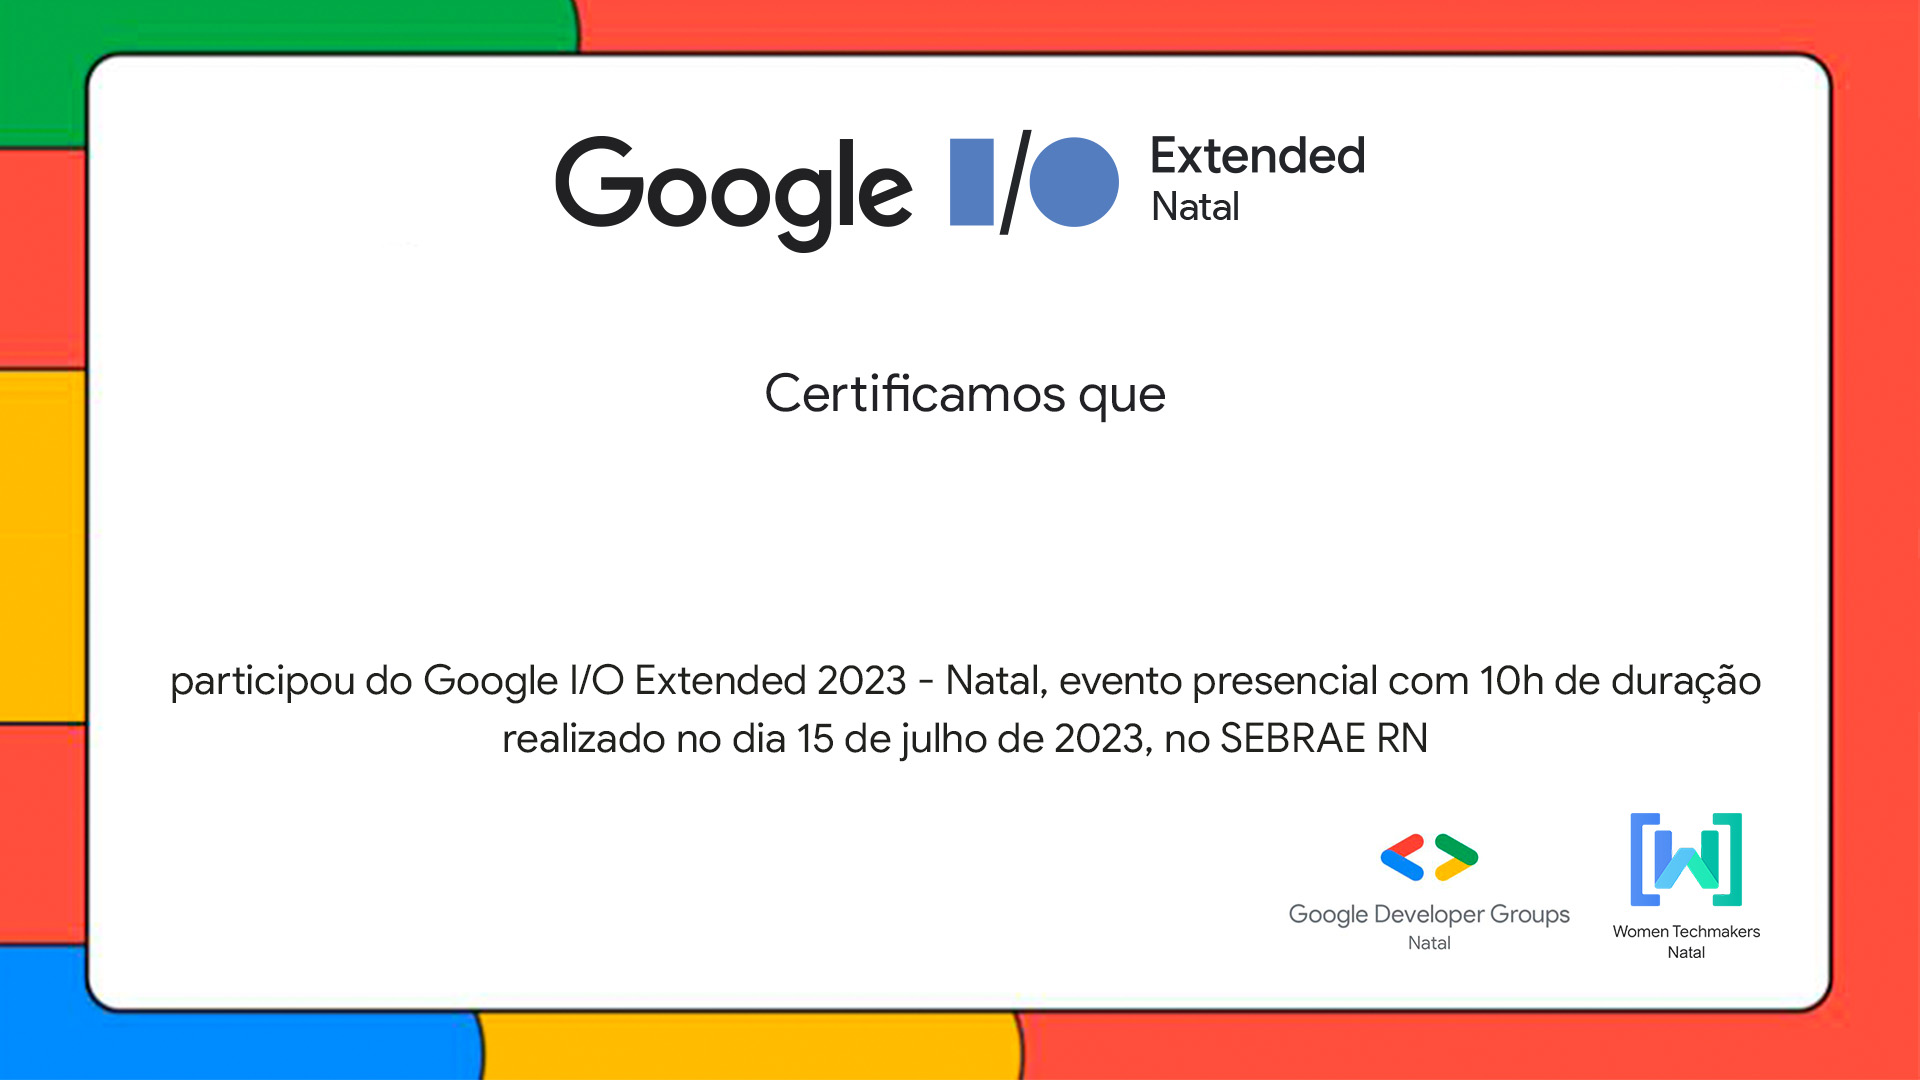 Google I/O Extended
Natal
Certificamos que
participou do Google I/O Extended 2023 - Natal, evento presencial com 10h de duração
realizado no dia 15 de julho de 2023, no SEBRAE RN
Google Developer Groups
Natal
Women Techmakers
Natal